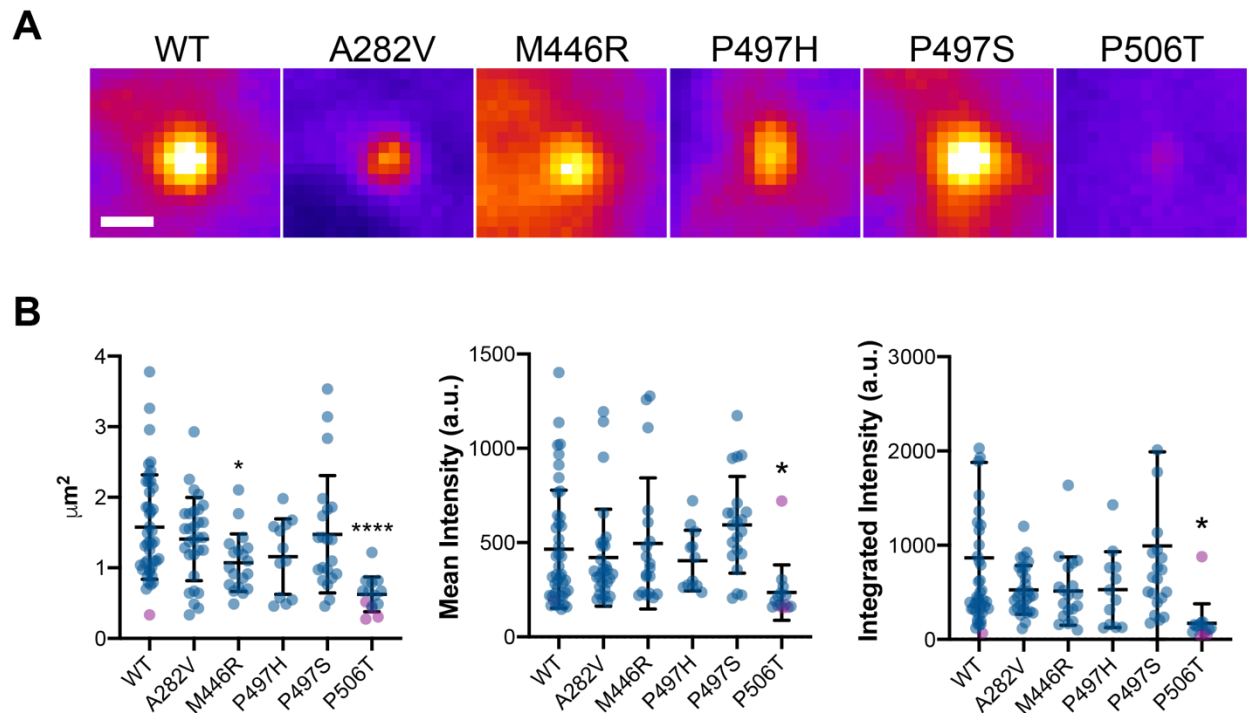 A
WT A282V M446R P497H P497S P506T
B
μm²
4
3
2
1
0
*
****
WT A282V M446R P497H P497S P506T
Mean Intensity (a.u.)
1500
1000
500
0
*
WT A282V M446R P497H P497S P506T
Integrated Intensity (a.u.)
3000
2000
1000
0
*
WT A282V M446R P497H P497S P506T